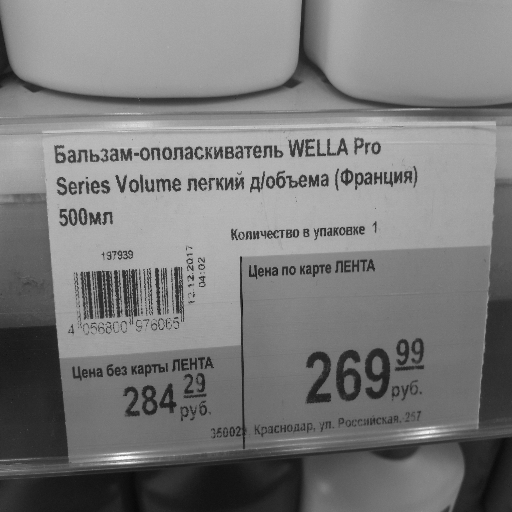 Бальзам-ополаскиватель WELLA Pro
Series Volume легкий д/объема (Франция)
500мл
Количество в упаковке 1
197939
12.12.2017
04:02
4 056800 976065
Цена по карте ЛЕНТА
269 99 руб.
Цена без карты ЛЕНТА
284 29 руб.
350029, Краснодар, ул. Российская, 257